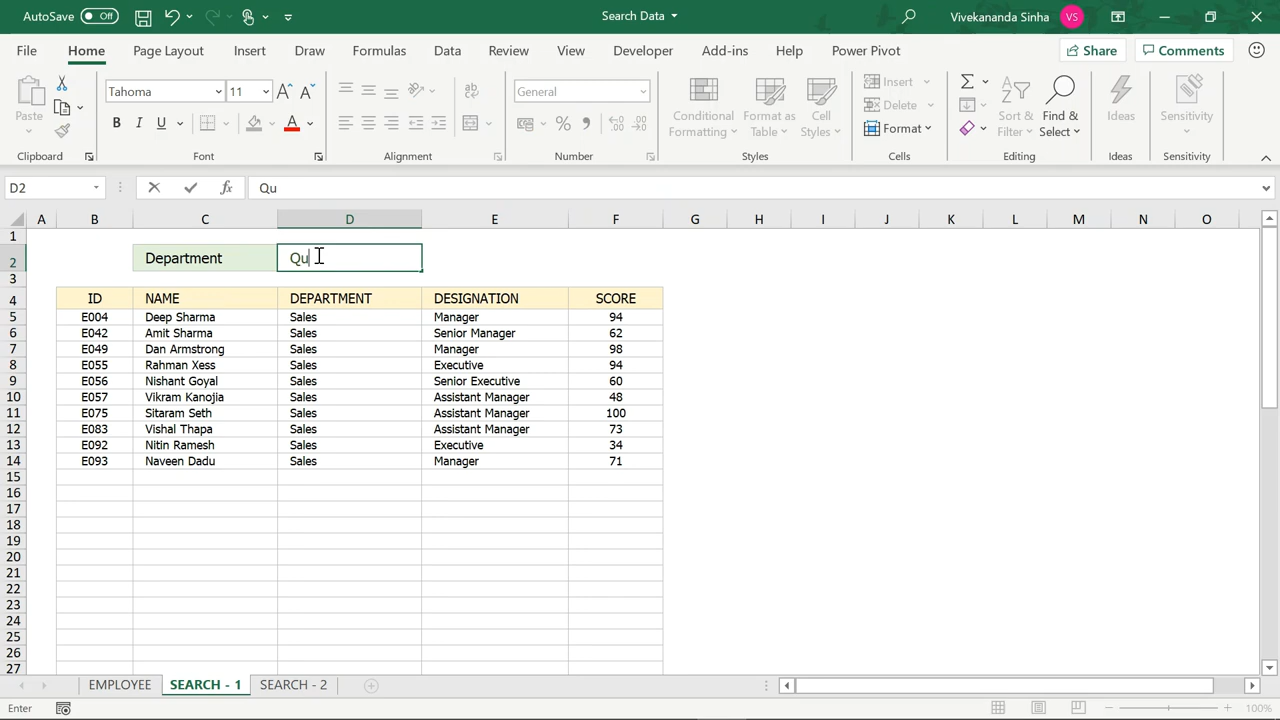 AutoSave Off Search Data Vivekananda Sinha VS
File Home Page Layout Insert Draw Formulas Data Review View Developer Add-ins Help Power Pivot Share Comments
Paste Tahoma 11 B I U A General % Conditional Formatting Format as Table Cell Styles Insert Delete Format Sort & Filter Find & Select Ideas Sensitivity
Clipboard Font Alignment Number Styles Cells Editing Ideas Sensitivity
D2 fx Qu
A B C D E F G H I J K L M N O
1
2 Department Qu
3
4 ID NAME DEPARTMENT DESIGNATION SCORE
5 E004 Deep Sharma Sales Manager 94
6 E042 Amit Sharma Sales Senior Manager 62
7 E049 Dan Armstrong Sales Manager 98
8 E055 Rahman Xess Sales Executive 94
9 E056 Nishant Goyal Sales Senior Executive 60
10 E057 Vikram Kanojia Sales Assistant Manager 48
11 E075 Sitaram Seth Sales Assistant Manager 100
12 E083 Vishal Thapa Sales Assistant Manager 73
13 E092 Nitin Ramesh Sales Executive 34
14 E093 Naveen Dadu Sales Manager 71
15
16
17
18
19
20
21
22
23
24
25
26
27
EMPLOYEE SEARCH - 1 SEARCH - 2
Enter 100%